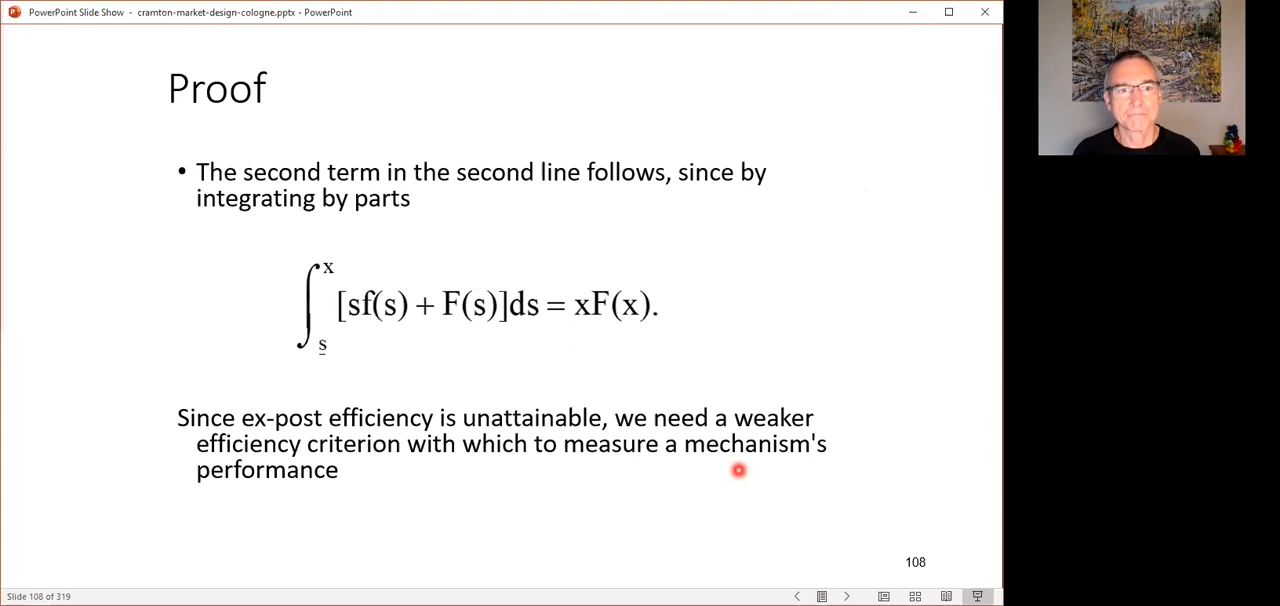 PowerPoint Slide Show - cramton-market-design-cologne.pptx - PowerPoint
Proof
• The second term in the second line follows, since by
integrating by parts
∫_s̲^x [sf(s) + F(s)]ds = xF(x).
Since ex-post efficiency is unattainable, we need a weaker
efficiency criterion with which to measure a mechanism's
performance
108
Slide 108 of 319